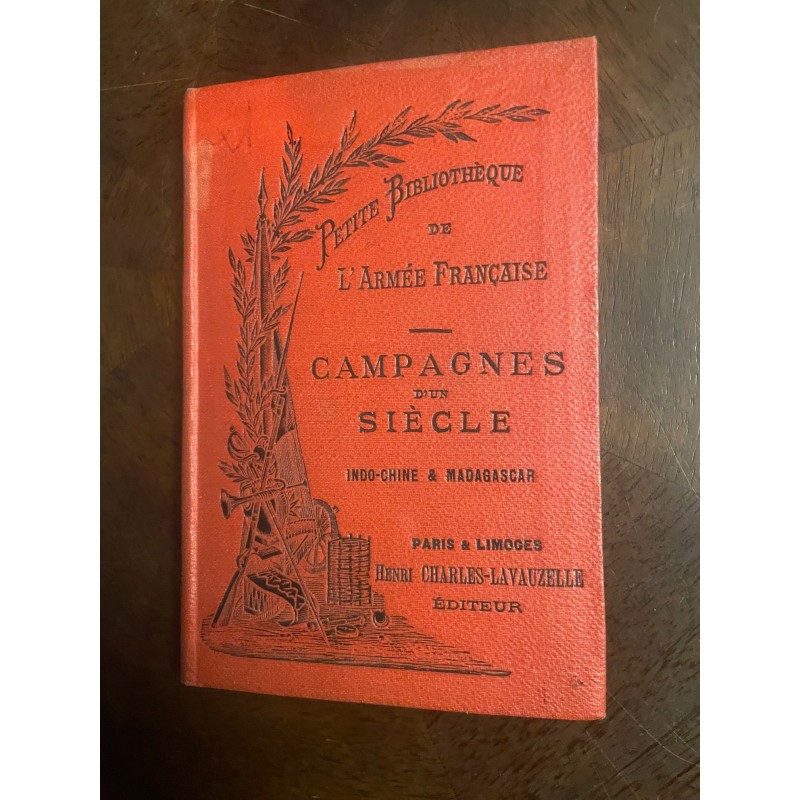 PETITE BIBLIOTHÈQUE
DE
L'ARMÉE FRANÇAISE
CAMPAGNES
D'UN
SIÈCLE
INDO-CHINE & MADAGASCAR
PARIS & LIMOGES
HENRI CHARLES-LAVAUZELLE
ÉDITEUR